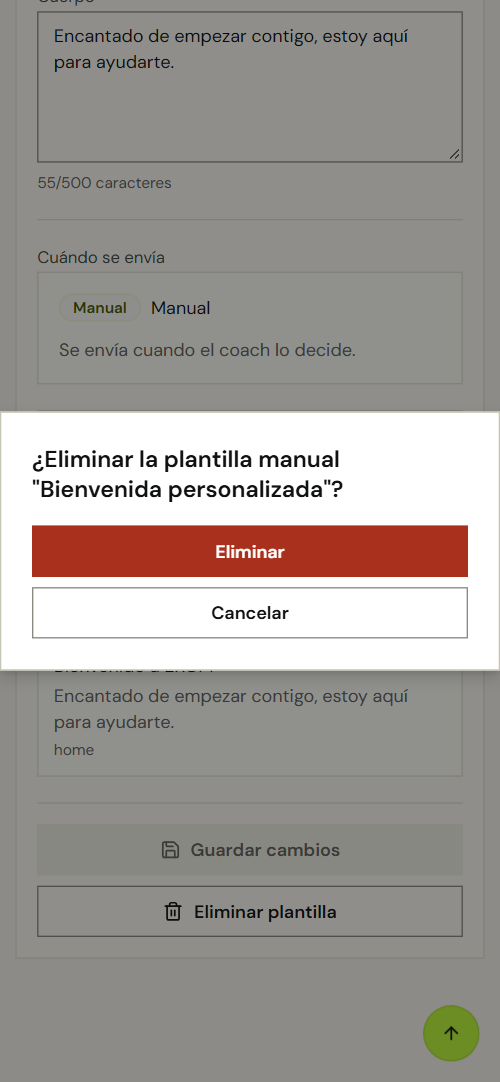 Encantado de empezar contigo, estoy aquí
para ayudarte.
55/500 caracteres
Cuándo se envía
Manual Manual
Se envía cuando el coach lo decide.
¿Eliminar la plantilla manual
"Bienvenida personalizada"?
Eliminar
Cancelar
Encantado de empezar contigo, estoy aquí
para ayudarte.
home
Guardar cambios
Eliminar plantilla